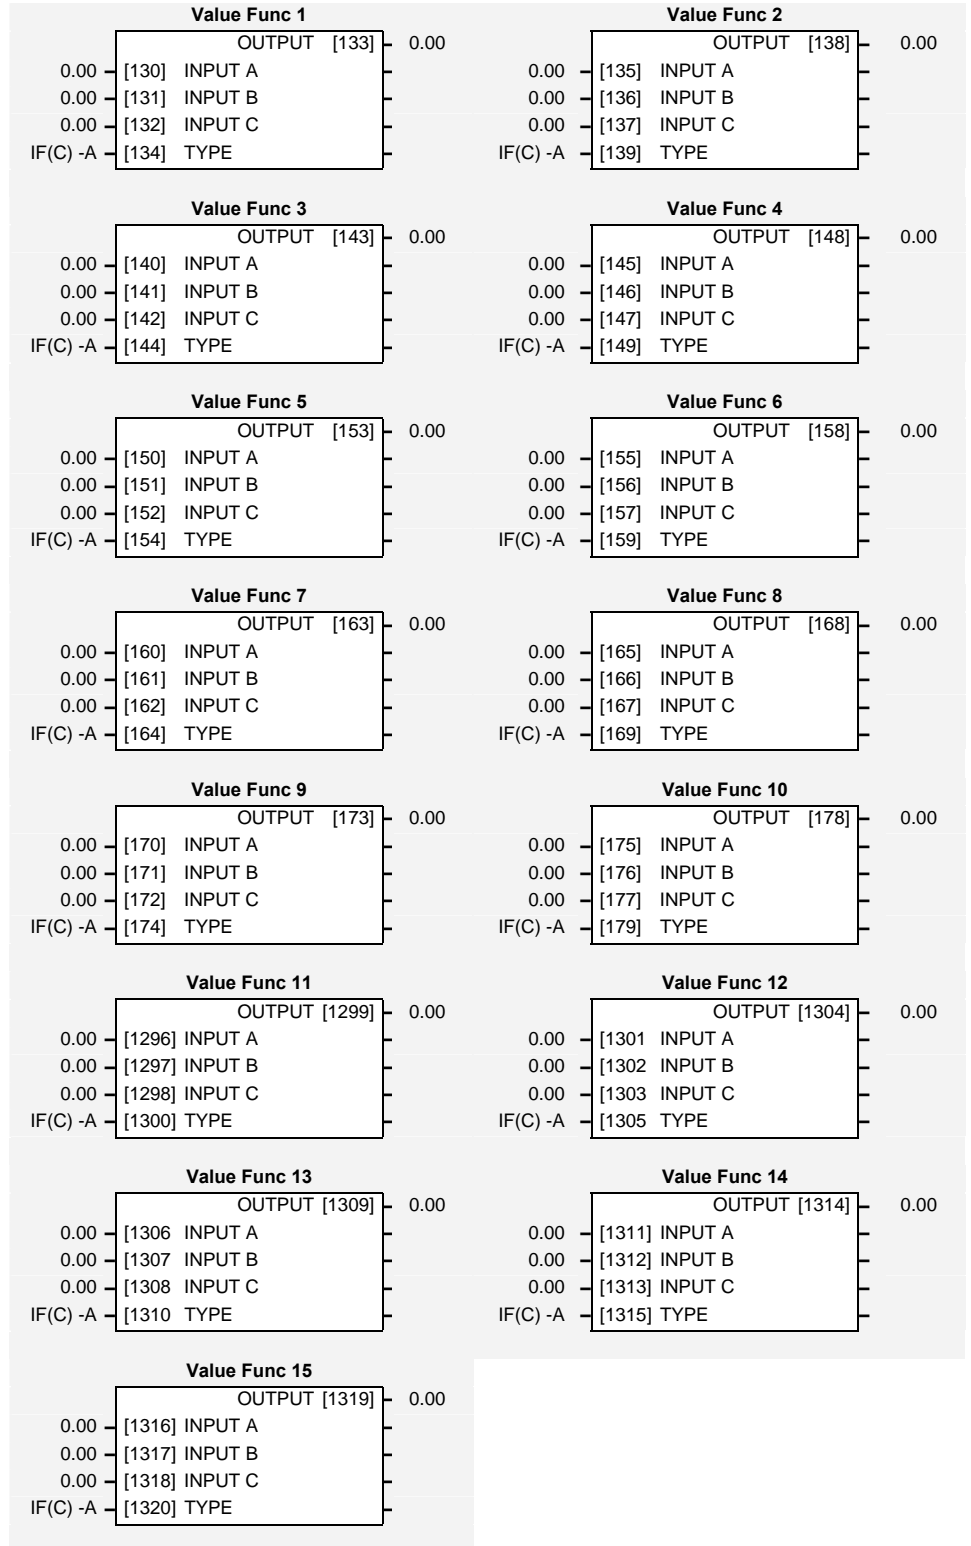 Value Func 1
OUTPUT [133] 0.00
0.00 [130] INPUT A
0.00 [131] INPUT B
0.00 [132] INPUT C
IF(C) -A [134] TYPE
Value Func 2
OUTPUT [138] 0.00
0.00 [135] INPUT A
0.00 [136] INPUT B
0.00 [137] INPUT C
IF(C) -A [139] TYPE
Value Func 3
OUTPUT [143] 0.00
0.00 [140] INPUT A
0.00 [141] INPUT B
0.00 [142] INPUT C
IF(C) -A [144] TYPE
Value Func 4
OUTPUT [148] 0.00
0.00 [145] INPUT A
0.00 [146] INPUT B
0.00 [147] INPUT C
IF(C) -A [149] TYPE
Value Func 5
OUTPUT [153] 0.00
0.00 [150] INPUT A
0.00 [151] INPUT B
0.00 [152] INPUT C
IF(C) -A [154] TYPE
Value Func 6
OUTPUT [158] 0.00
0.00 [155] INPUT A
0.00 [156] INPUT B
0.00 [157] INPUT C
IF(C) -A [159] TYPE
Value Func 7
OUTPUT [163] 0.00
0.00 [160] INPUT A
0.00 [161] INPUT B
0.00 [162] INPUT C
IF(C) -A [164] TYPE
Value Func 8
OUTPUT [168] 0.00
0.00 [165] INPUT A
0.00 [166] INPUT B
0.00 [167] INPUT C
IF(C) -A [169] TYPE
Value Func 9
OUTPUT [173] 0.00
0.00 [170] INPUT A
0.00 [171] INPUT B
0.00 [172] INPUT C
IF(C) -A [174] TYPE
Value Func 10
OUTPUT [178] 0.00
0.00 [175] INPUT A
0.00 [176] INPUT B
0.00 [177] INPUT C
IF(C) -A [179] TYPE
Value Func 11
OUTPUT [1299] 0.00
0.00 [1296] INPUT A
0.00 [1297] INPUT B
0.00 [1298] INPUT C
IF(C) -A [1300] TYPE
Value Func 12
OUTPUT [1304] 0.00
0.00 [1301 INPUT A
0.00 [1302 INPUT B
0.00 [1303 INPUT C
IF(C) -A [1305 TYPE
Value Func 13
OUTPUT [1309] 0.00
0.00 [1306 INPUT A
0.00 [1307 INPUT B
0.00 [1308 INPUT C
IF(C) -A [1310 TYPE
Value Func 14
OUTPUT [1314] 0.00
0.00 [1311] INPUT A
0.00 [1312] INPUT B
0.00 [1313] INPUT C
IF(C) -A [1315] TYPE
Value Func 15
OUTPUT [1319] 0.00
0.00 [1316] INPUT A
0.00 [1317] INPUT B
0.00 [1318] INPUT C
IF(C) -A [1320] TYPE